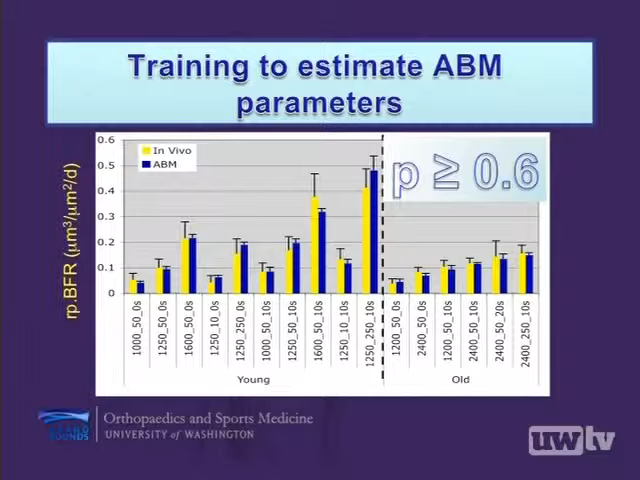 Training to estimate ABM
parameters
rp.BFR (μm³/μm²/d)
0.6
0.5
0.4
0.3
0.2
0.1
0
In Vivo
ABM
p ≥ 0.6
1000_50_0s
1250_50_0s
1600_50_0s
1250_10_0s
1250_250_0s
1000_50_10s
1250_50_10s
1600_50_10s
1250_10_10s
1250_250_10s
1200_50_0s
2400_50_0s
1200_50_10s
2400_50_10s
2400_50_20s
2400_250_10s
Young
Old
ROUNDS
Orthopaedics and Sports Medicine
UNIVERSITY of WASHINGTON
uwtv